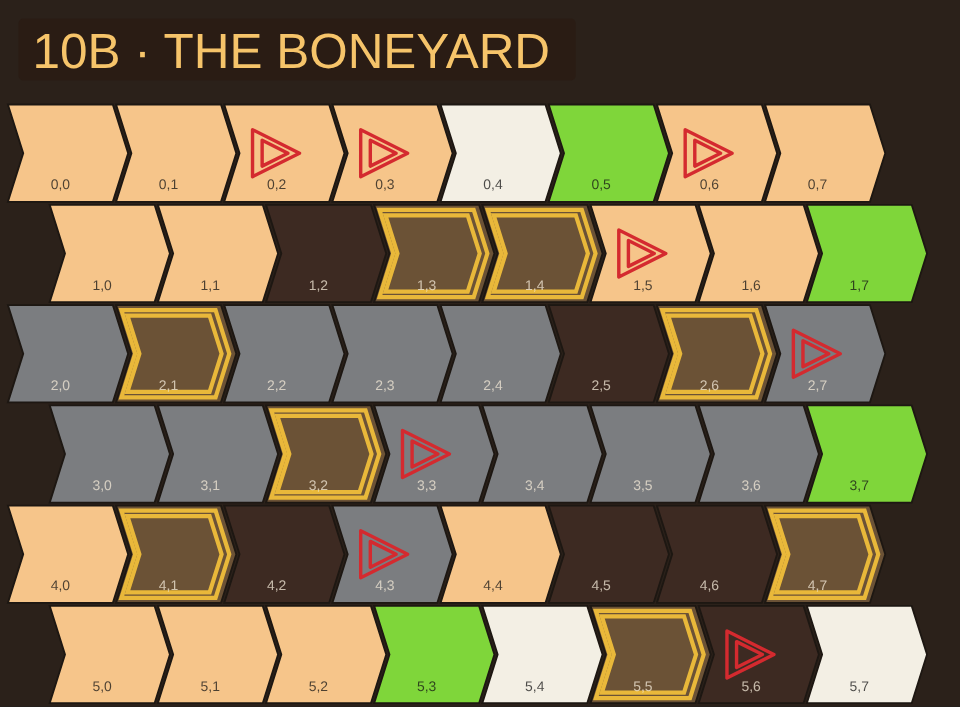 10B · THE BONEYARD
0,0 0,1 0,2 0,3 0,4 0,5 0,6 0,7
1,0 1,1 1,2 1,3 1,4 1,5 1,6 1,7
2,0 2,1 2,2 2,3 2,4 2,5 2,6 2,7
3,0 3,1 3,2 3,3 3,4 3,5 3,6 3,7
4,0 4,1 4,2 4,3 4,4 4,5 4,6 4,7
5,0 5,1 5,2 5,3 5,4 5,5 5,6 5,7